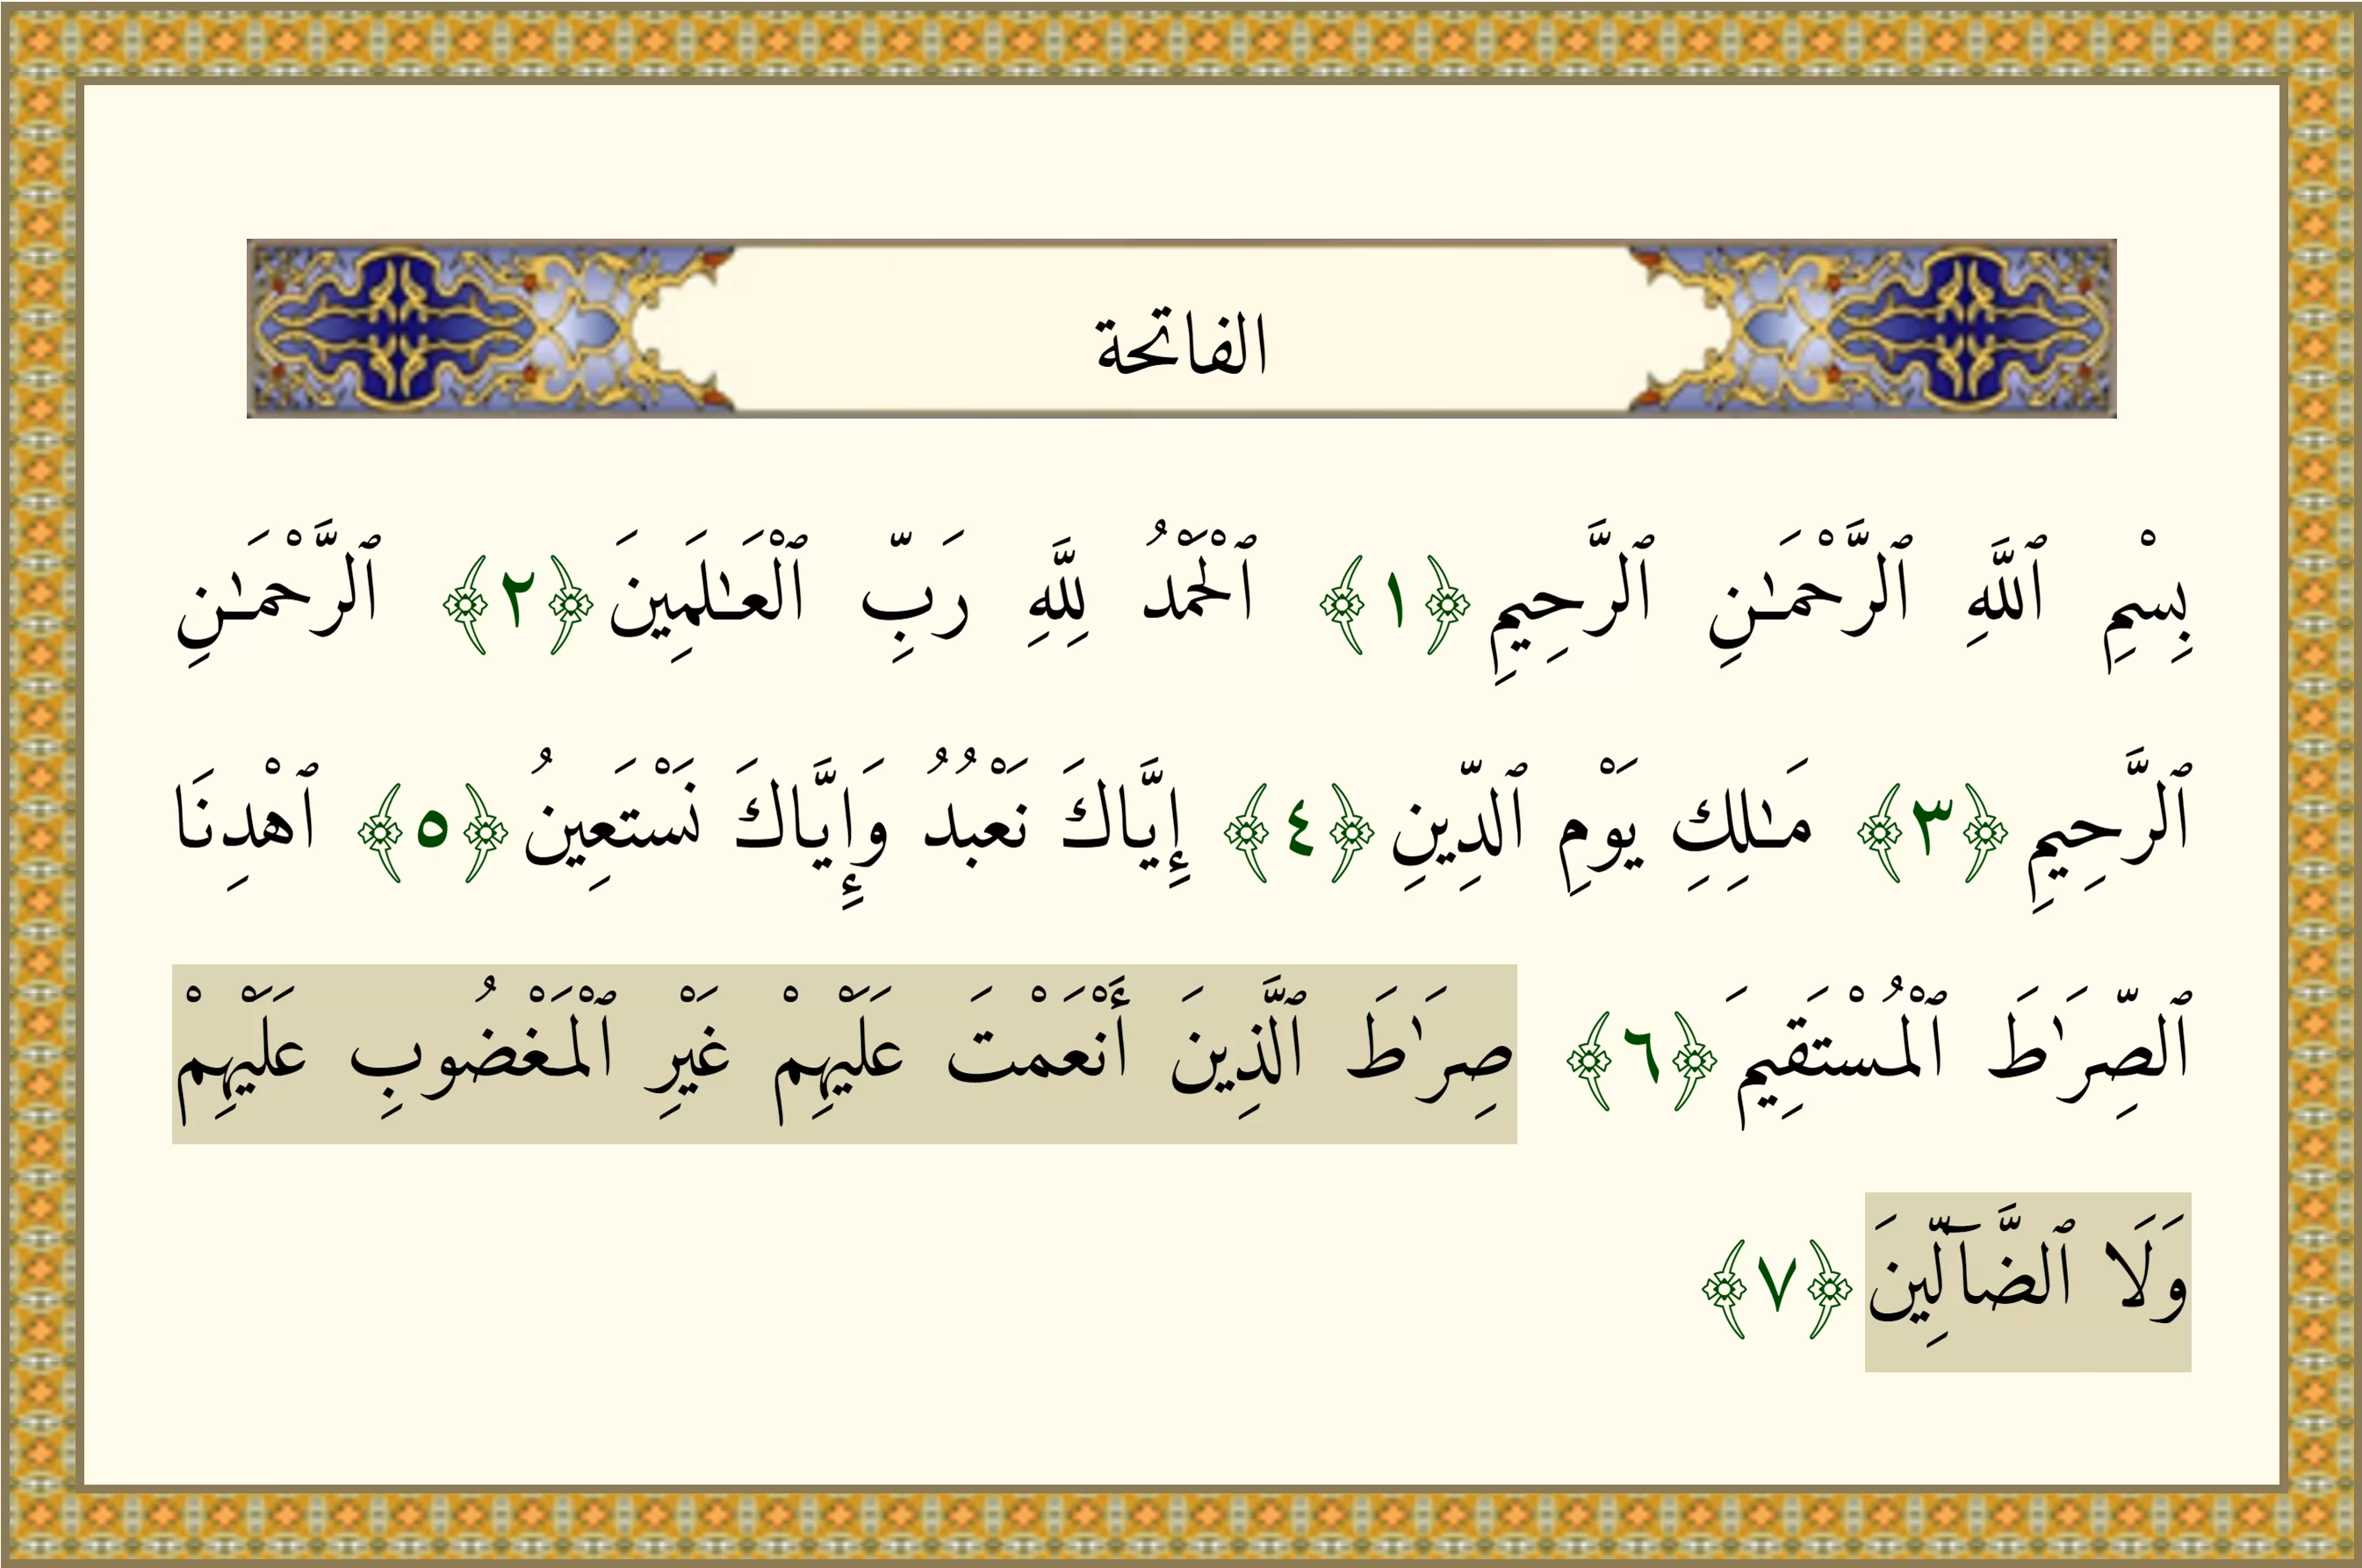 الفاتحة
بِسْمِ ٱللَّهِ ٱلرَّحْمَـٰنِ ٱلرَّحِيمِ ﴿١﴾ ٱلْحَمْدُ لِلَّهِ رَبِّ ٱلْعَـٰلَمِينَ ﴿٢﴾ ٱلرَّحْمَـٰنِ
ٱلرَّحِيمِ ﴿٣﴾ مَـٰلِكِ يَوْمِ ٱلدِّينِ ﴿٤﴾ إِيَّاكَ نَعْبُدُ وَإِيَّاكَ نَسْتَعِينُ ﴿٥﴾ ٱهْدِنَا
ٱلصِّرَٰطَ ٱلْمُسْتَقِيمَ ﴿٦﴾ صِرَٰطَ ٱلَّذِينَ أَنْعَمْتَ عَلَيْهِمْ غَيْرِ ٱلْمَغْضُوبِ عَلَيْهِمْ
وَلَا ٱلضَّآلِّينَ ﴿٧﴾